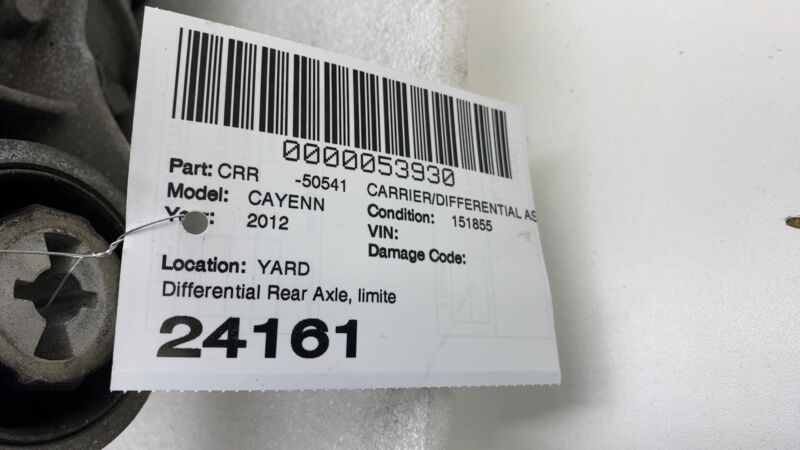 0000053930
Part: CRR -50541 CARRIER/DIFFERENTIAL AS
Model: CAYENN Condition: 151855
Year: 2012 VIN:
Damage Code:
Location: YARD
Differential Rear Axle, limite
24161